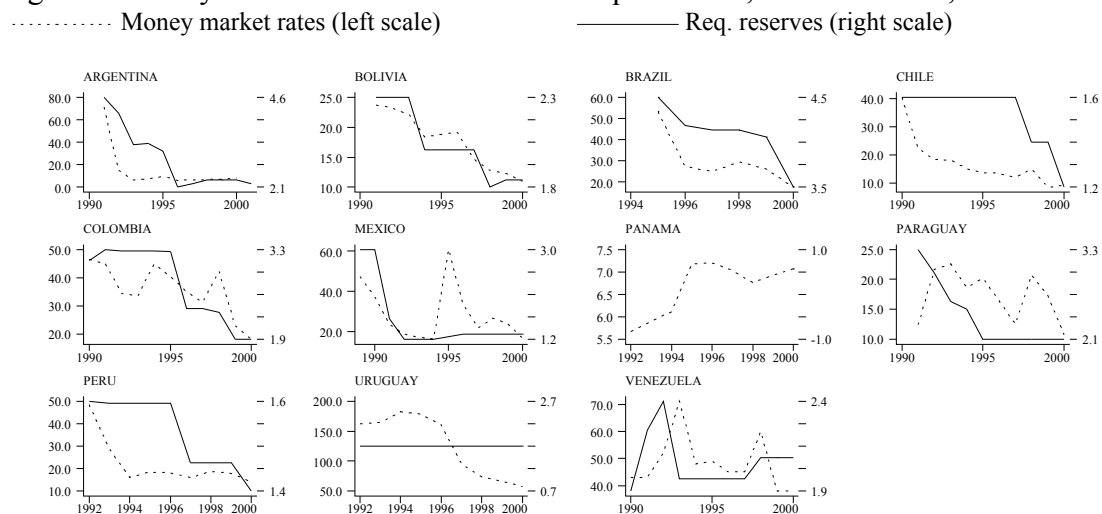 Money market rates (left scale) Req. reserves (right scale)
ARGENTINA BOLIVIA BRAZIL CHILE
80.0 60.0 40.0 20.0 0.0 4.6 2.1 1990 1995 2000
25.0 20.0 15.0 10.0 2.3 1.8 1990 1995 2000
60.0 50.0 40.0 30.0 20.0 4.5 3.5 1994 1996 1998 2000
40.0 30.0 20.0 10.0 1.6 1.2 1990 1995 2000
COLOMBIA MEXICO PANAMA PARAGUAY
50.0 40.0 30.0 20.0 3.3 1.9 1990 1995 2000
60.0 40.0 20.0 3.0 1.2 1990 1995 2000
7.5 7.0 6.5 6.0 5.5 1.0 -1.0 1992 1994 1996 1998 2000
25.0 20.0 15.0 10.0 3.3 2.1 1990 1995 2000
PERU URUGUAY VENEZUELA
50.0 40.0 30.0 20.0 10.0 1.6 1.4 1992 1994 1996 1998 2000
200.0 150.0 100.0 50.0 2.7 0.7 1992 1994 1996 1998 2000
70.0 60.0 50.0 40.0 2.4 1.9 1990 1995 2000